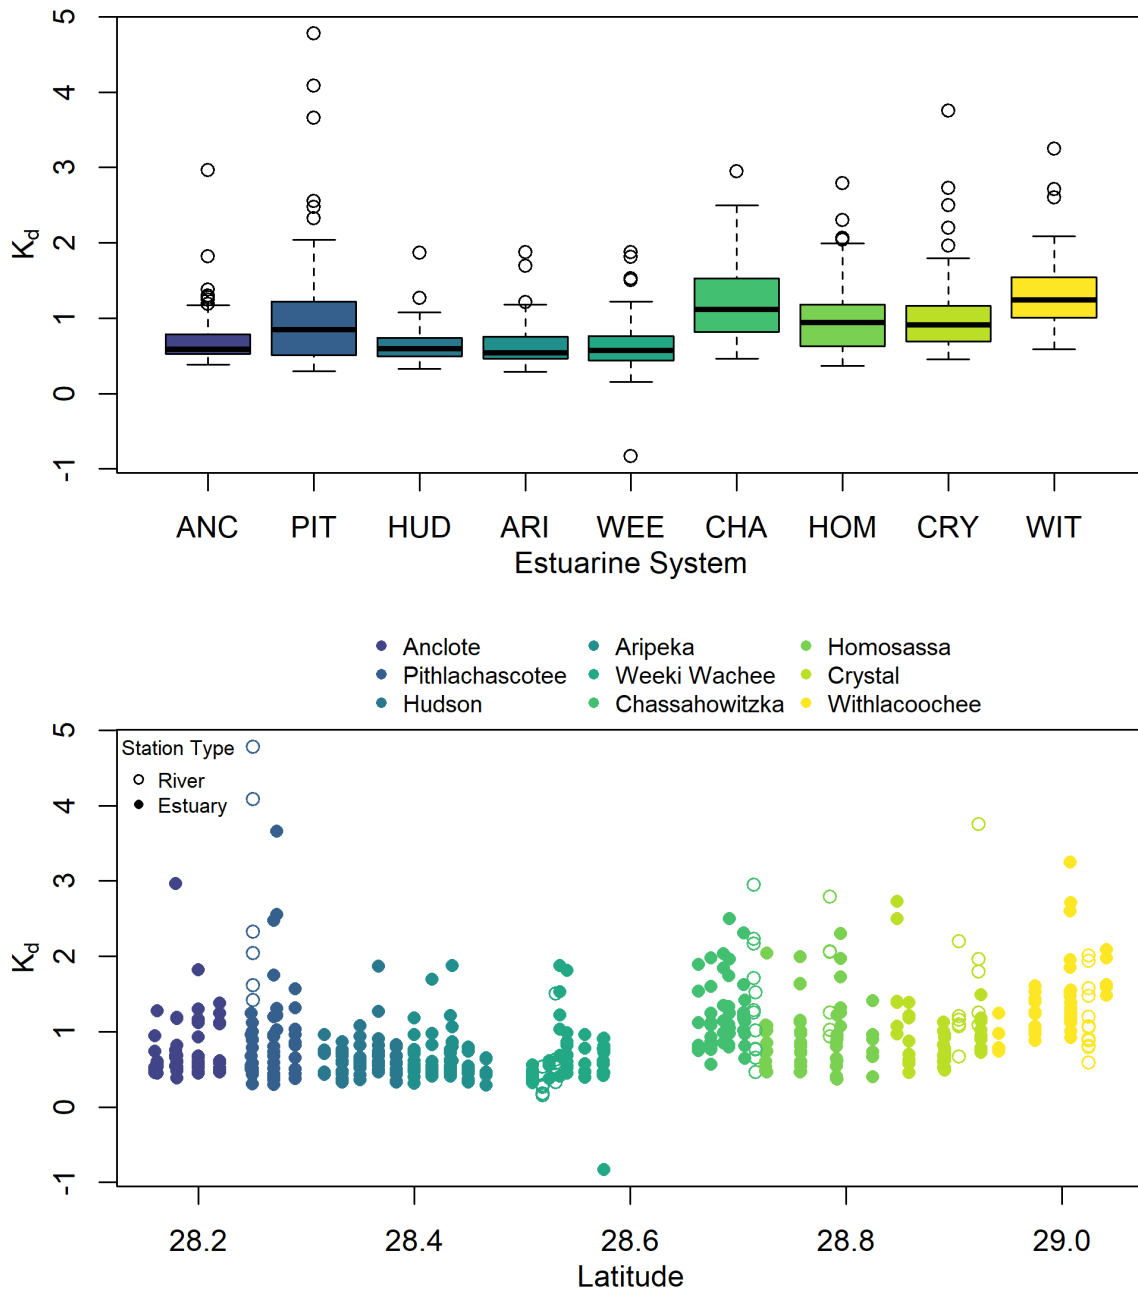 5
4
3
2
1
0
-1
Kd
ANC PIT HUD ARI WEE CHA HOM CRY WIT
Estuarine System
Anclote Aripeka Homosassa
Pithlachascotee Weeki Wachee Crystal
Hudson Chassahowitzka Withlacoochee
5
4
3
2
1
0
-1
Kd
Station Type
River
Estuary
28.2 28.4 28.6 28.8 29.0
Latitude